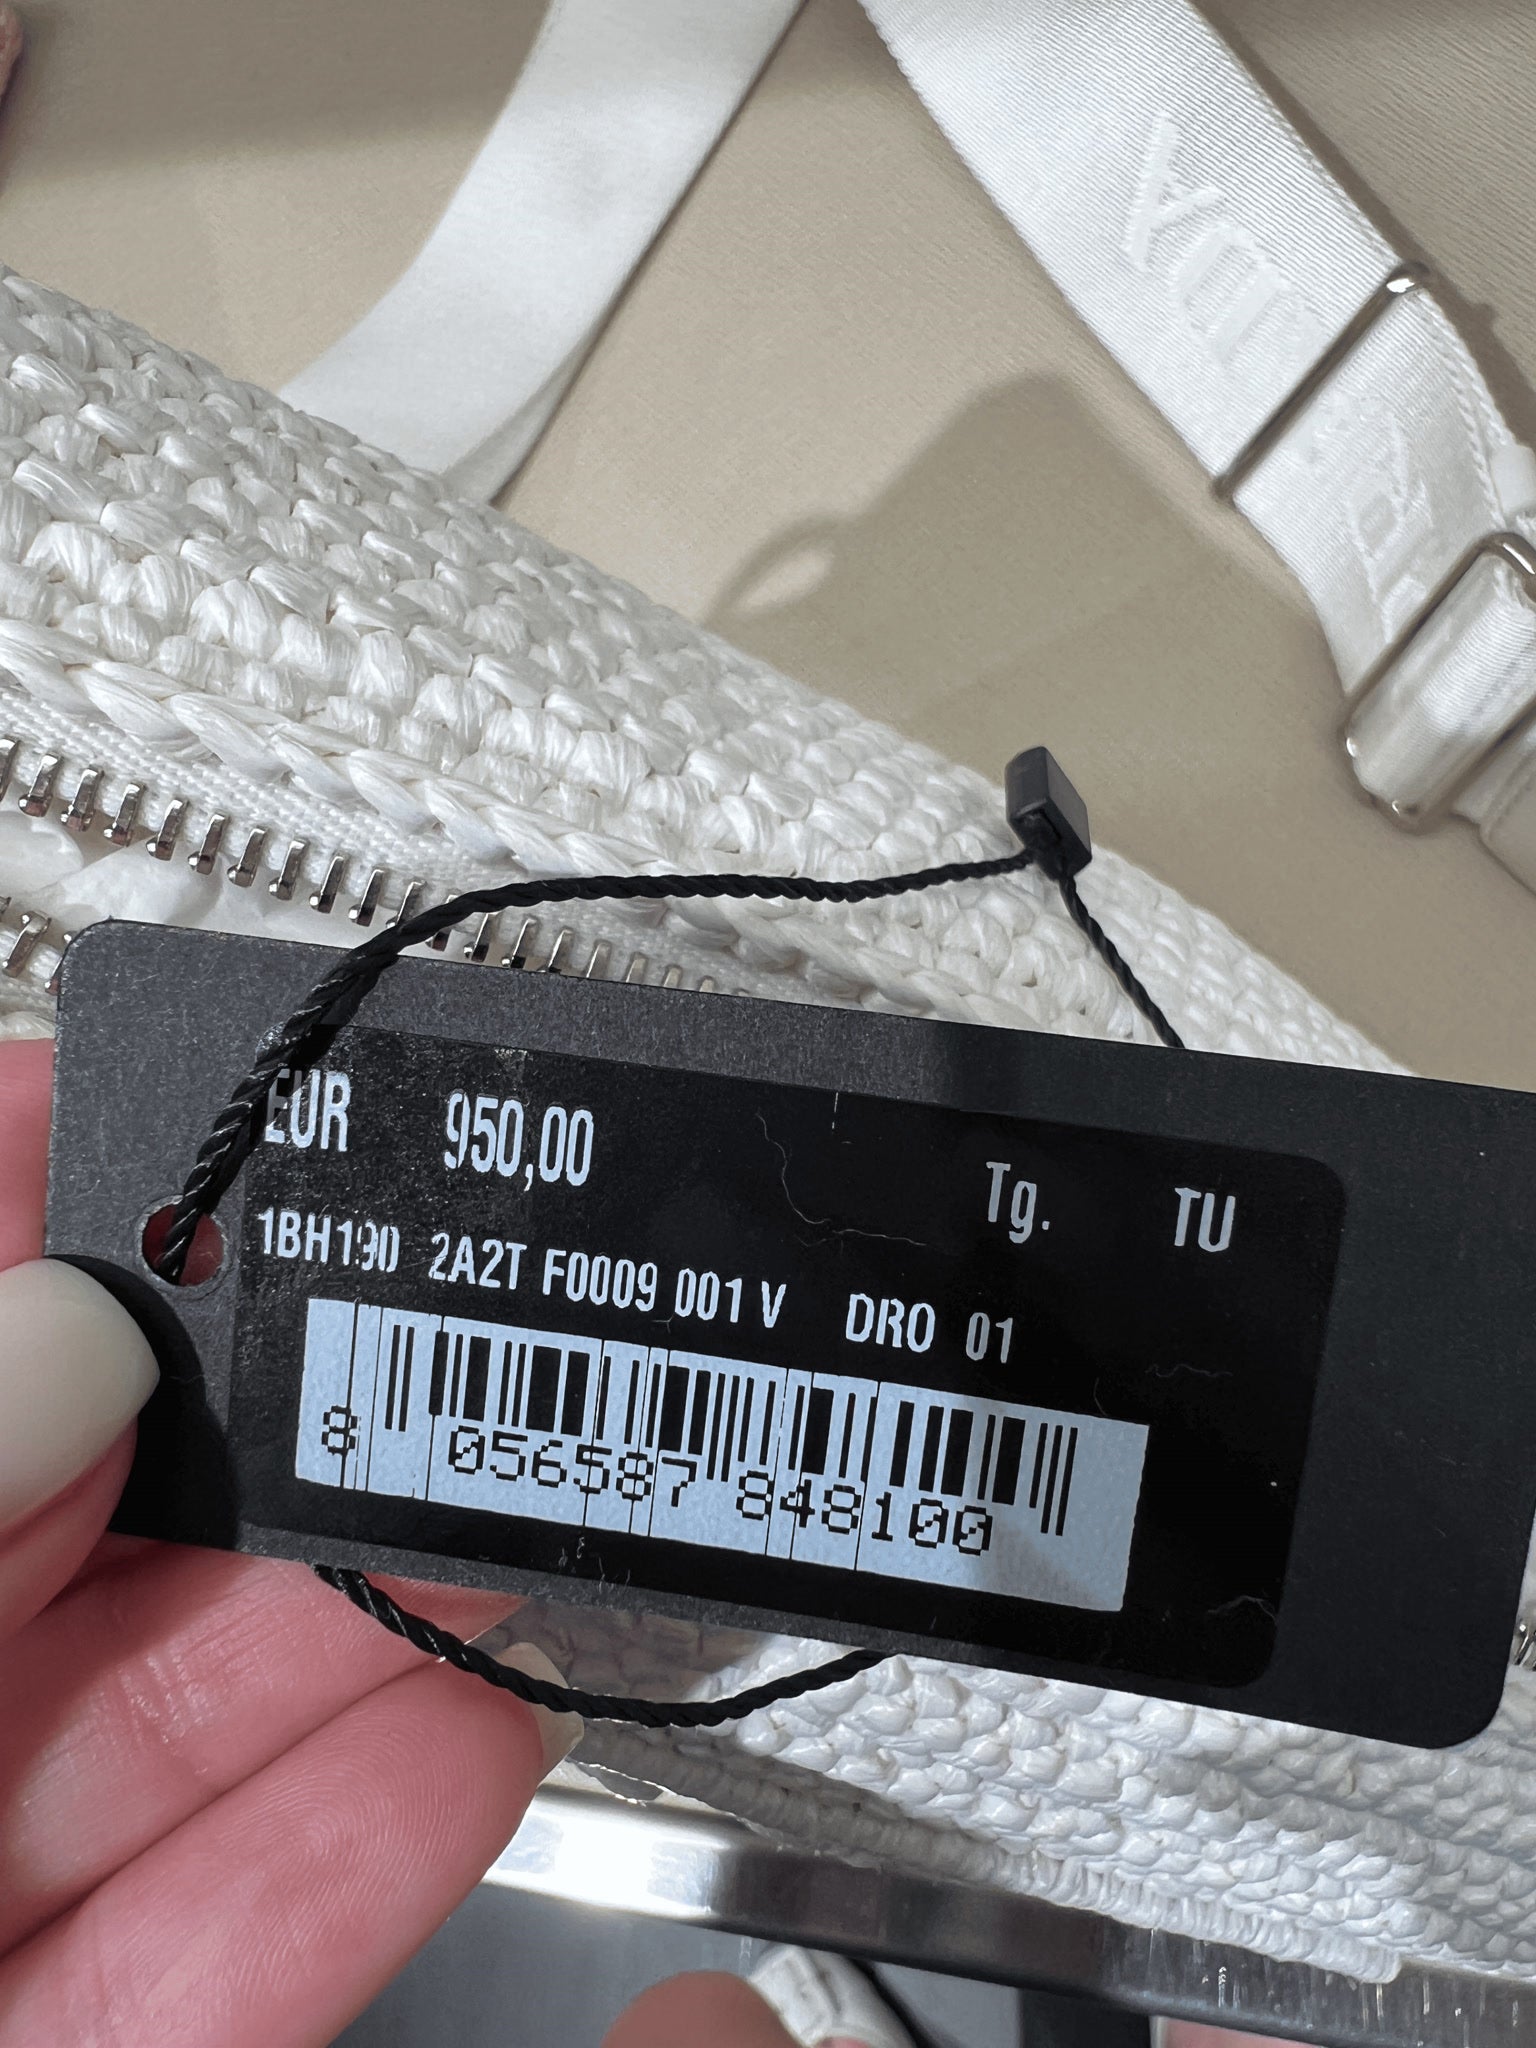 EUR 950,00 Tg. TU
1BH190 2A2T F0009 001 V DRO 01
8 056587 848100